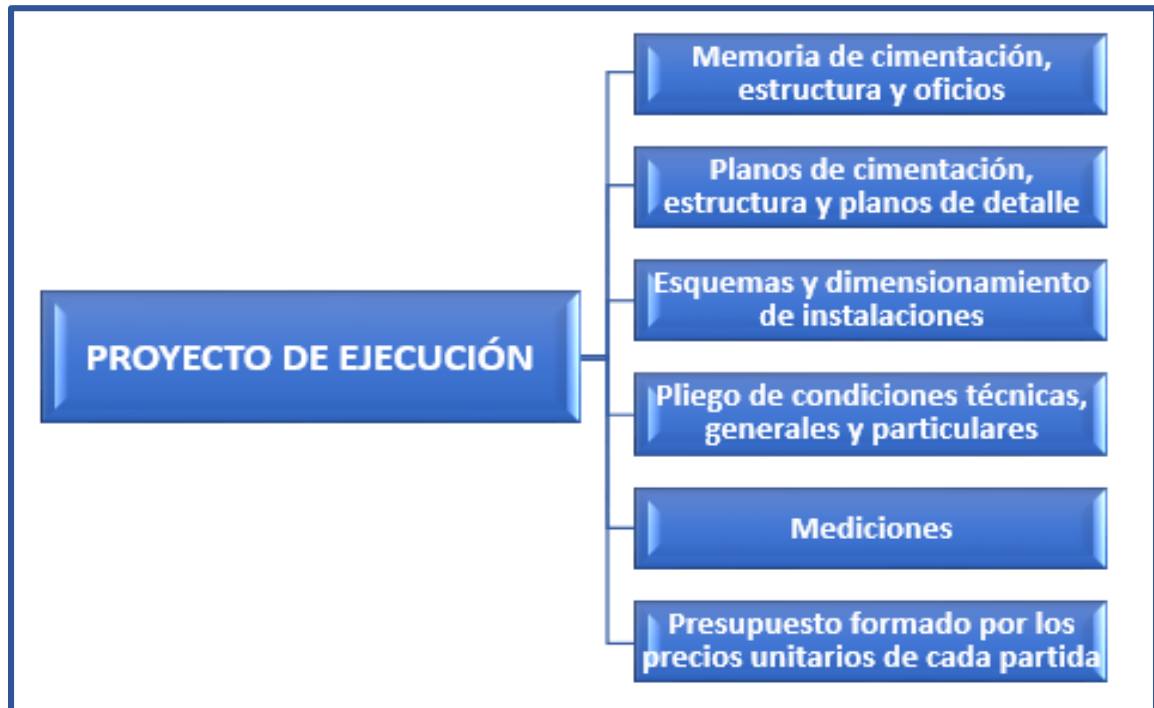 Memoria de cimentación,
estructura y oficios
Planos de cimentación,
estructura y planos de detalle
Esquemas y dimensionamiento
de instalaciones
PROYECTO DE EJECUCIÓN
Pliego de condiciones técnicas,
generales y particulares
Mediciones
Presupuesto formado por los
precios unitarios de cada partida